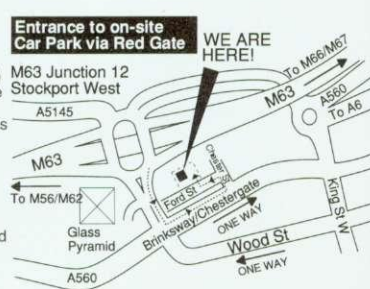 Entrance to on-site
Car Park via Red Gate
WE ARE
HERE!
M63 Junction 12
Stockport West
To M66/M67
M63
A560
To A6
A5145
M63
To M56/M62
Chester St
Ford St
Glass
Pyramid
Brinksway/Chestergate
ONE WAY
King St W
Wood St
ONE WAY
A560